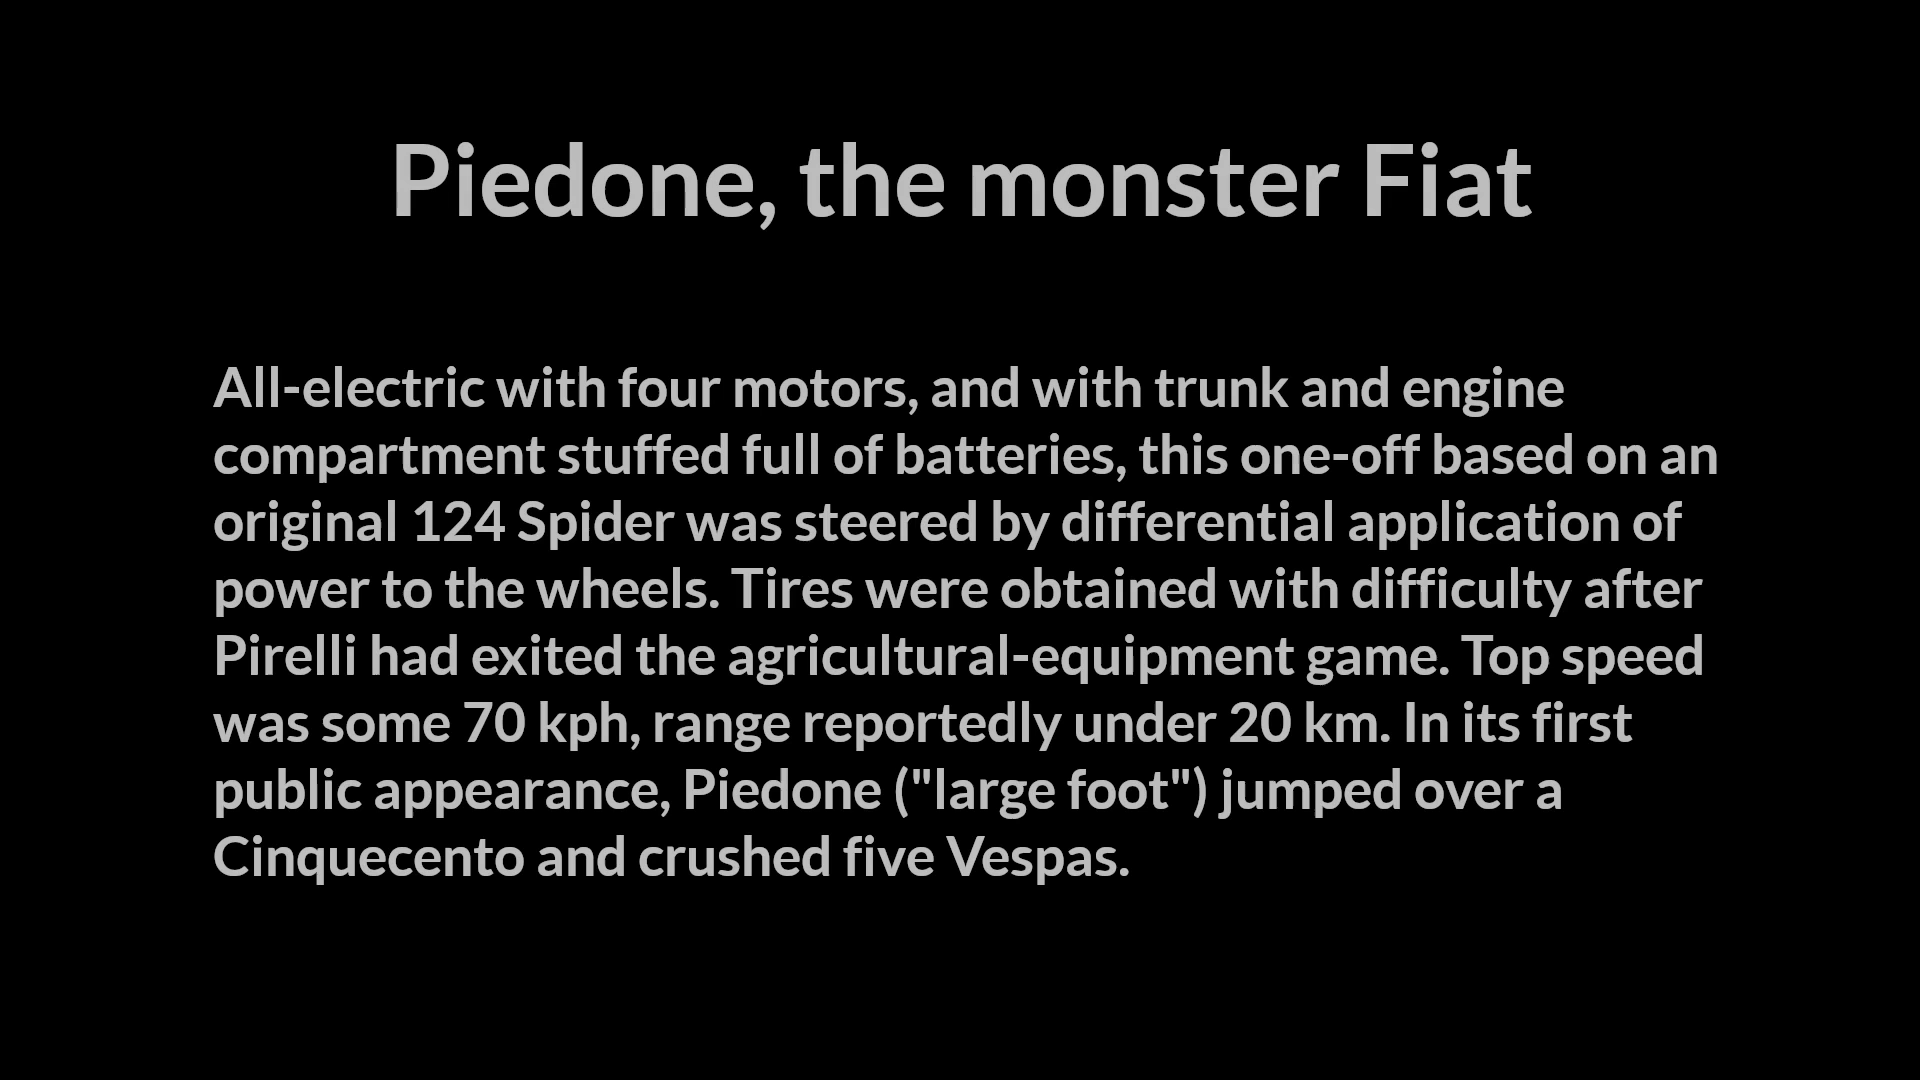 Piedone, the monster Fiat
All-electric with four motors, and with trunk and engine
compartment stuffed full of batteries, this one-off based on an
original 124 Spider was steered by differential application of
power to the wheels. Tires were obtained with difficulty after
Pirelli had exited the agricultural-equipment game. Top speed
was some 70 kph, range reportedly under 20 km. In its first
public appearance, Piedone ("large foot") jumped over a
Cinquecento and crushed five Vespas.